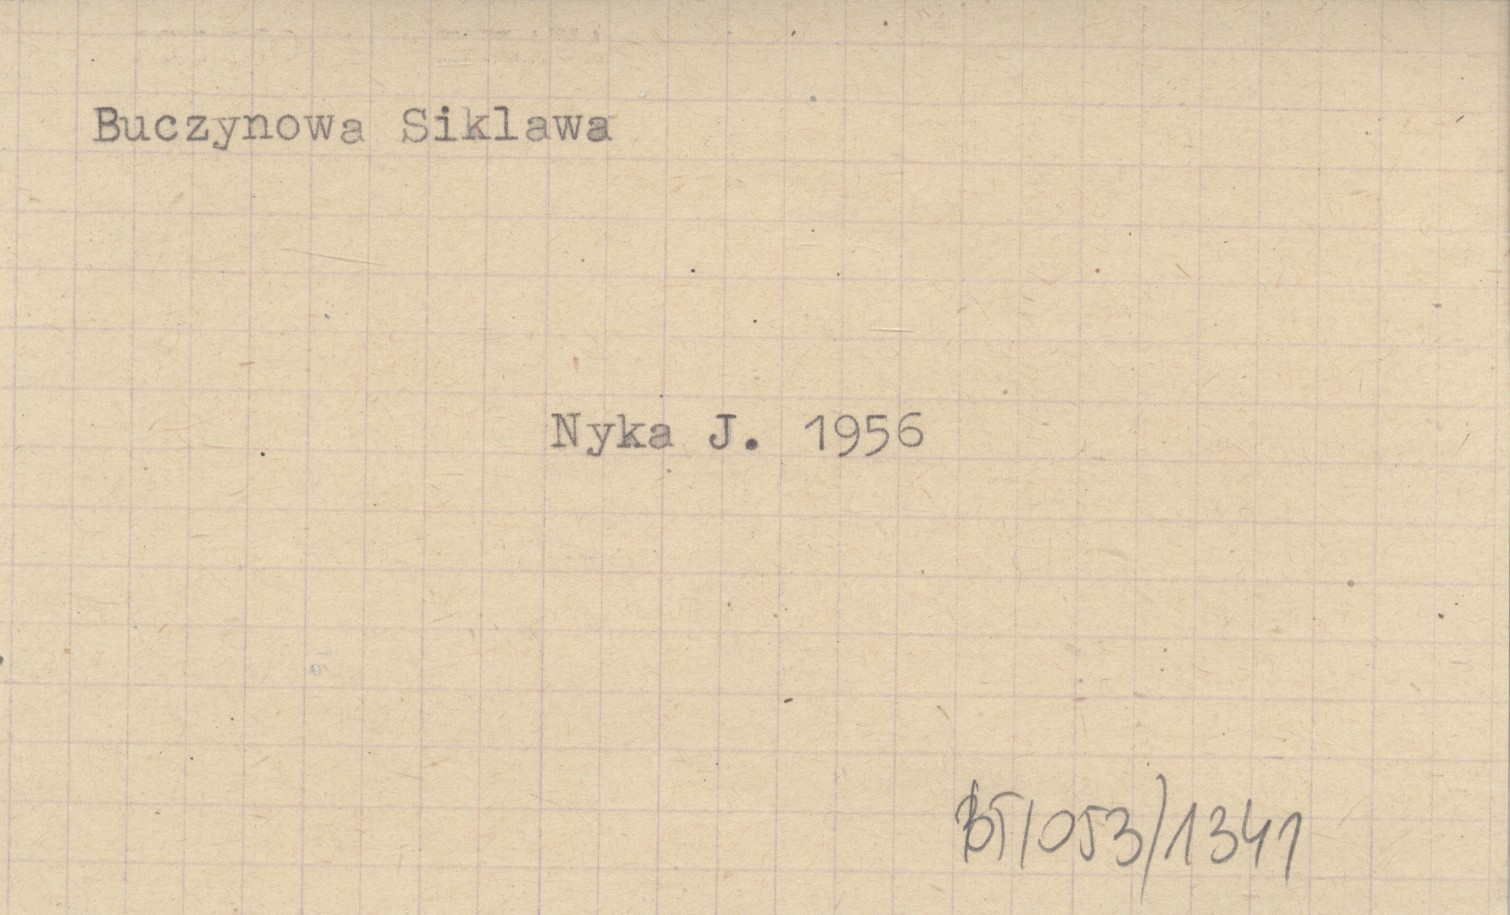 Buczynowa Siklawa
Nyka J. 1956
BT/053/1341